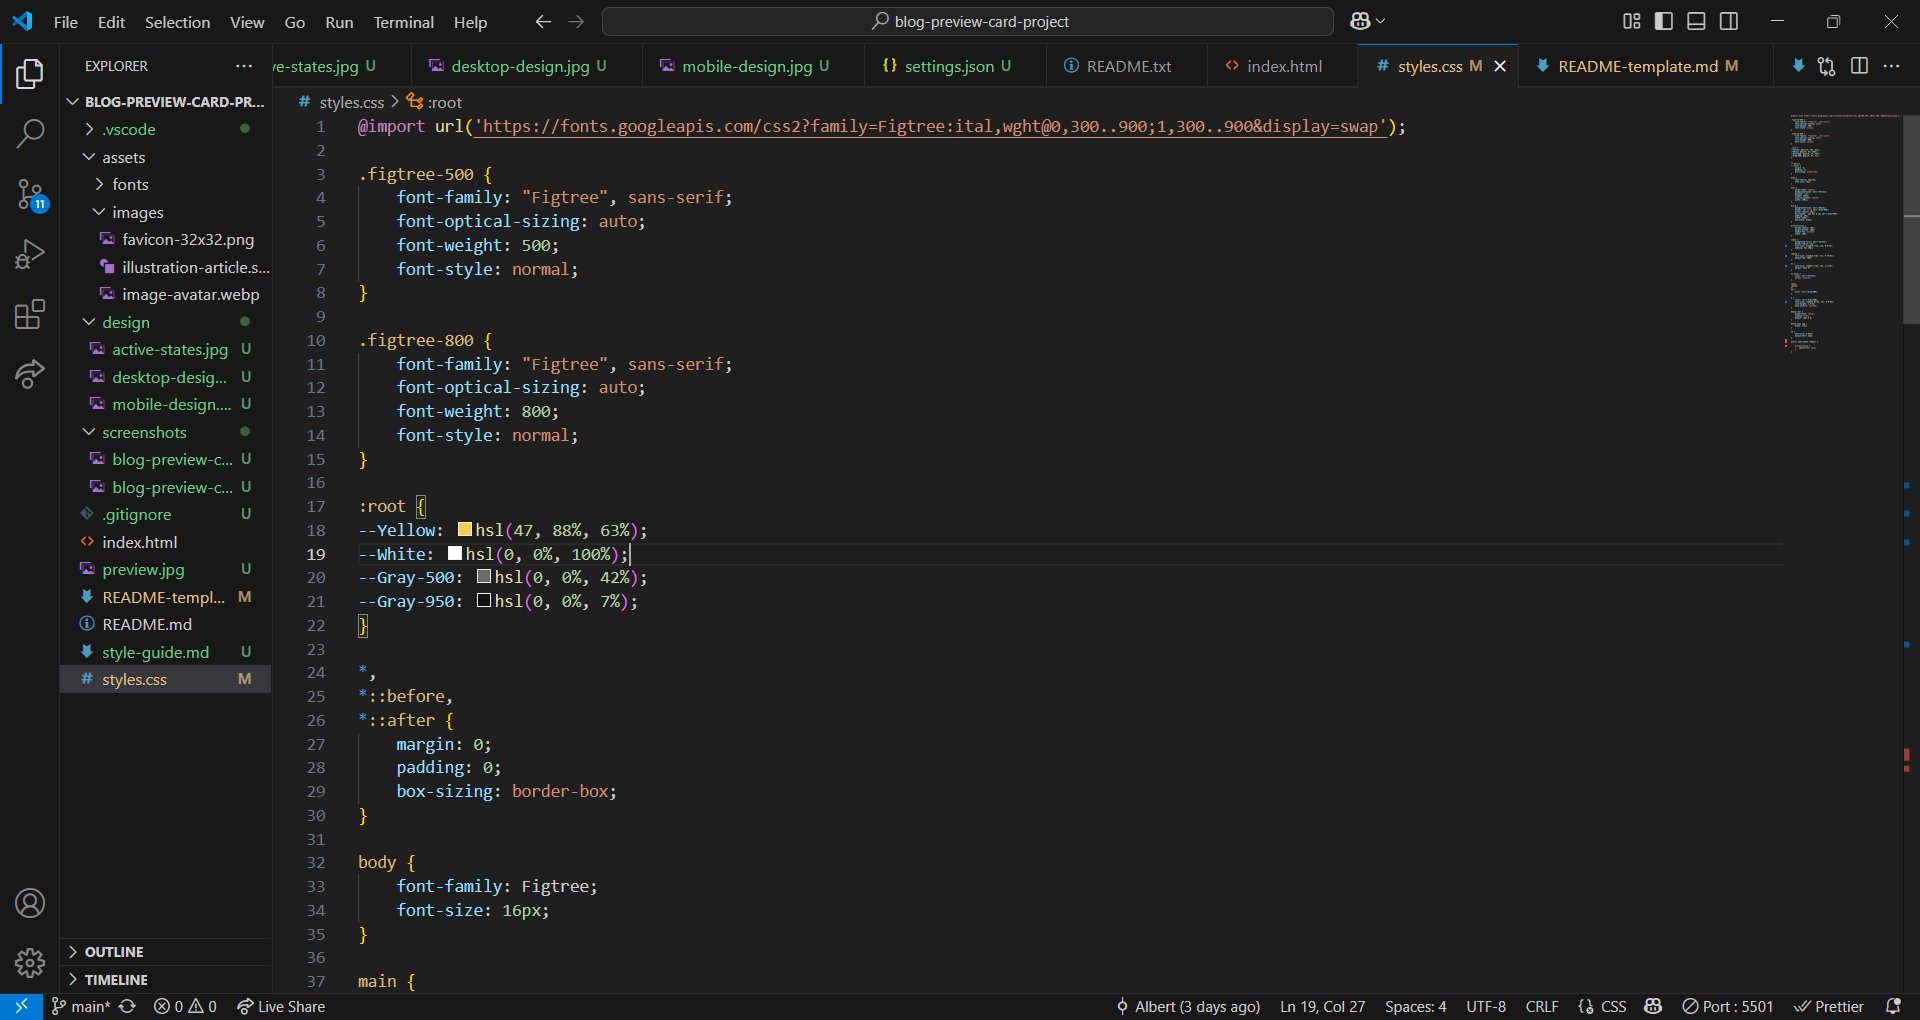 File Edit Selection View Go Run Terminal Help
blog-preview-card-project
EXPLORER
ve-states.jpg U
desktop-design.jpg U
mobile-design.jpg U
settings.json U
README.txt
index.html
styles.css M
README-template.md M
BLOG-PREVIEW-CARD-PR...
.vscode
assets
fonts
images
favicon-32x32.png
illustration-article.s...
image-avatar.webp
design
active-states.jpg U
desktop-desig... U
mobile-design.... U
screenshots
blog-preview-c... U
blog-preview-c... U
.gitignore U
index.html
preview.jpg U
README-templ... M
README.md
style-guide.md U
styles.css M
OUTLINE
TIMELINE
11
styles.css > :root
1 @import url('https://fonts.googleapis.com/css2?family=Figtree:ital,wght@0,300..900;1,300..900&display=swap');
2
3 .figtree-500 {
4 font-family: "Figtree", sans-serif;
5 font-optical-sizing: auto;
6 font-weight: 500;
7 font-style: normal;
8 }
9
10 .figtree-800 {
11 font-family: "Figtree", sans-serif;
12 font-optical-sizing: auto;
13 font-weight: 800;
14 font-style: normal;
15 }
16
17 :root {
18 --Yellow: hsl(47, 88%, 63%);
19 --White: hsl(0, 0%, 100%);
20 --Gray-500: hsl(0, 0%, 42%);
21 --Gray-950: hsl(0, 0%, 7%);
22 }
23
24 *,
25 *::before,
26 *::after {
27 margin: 0;
28 padding: 0;
29 box-sizing: border-box;
30 }
31
32 body {
33 font-family: Figtree;
34 font-size: 16px;
35 }
36
37 main {
main* 0 0 Live Share
Albert (3 days ago) Ln 19, Col 27 Spaces: 4 UTF-8 CRLF {} CSS Port : 5501 Prettier